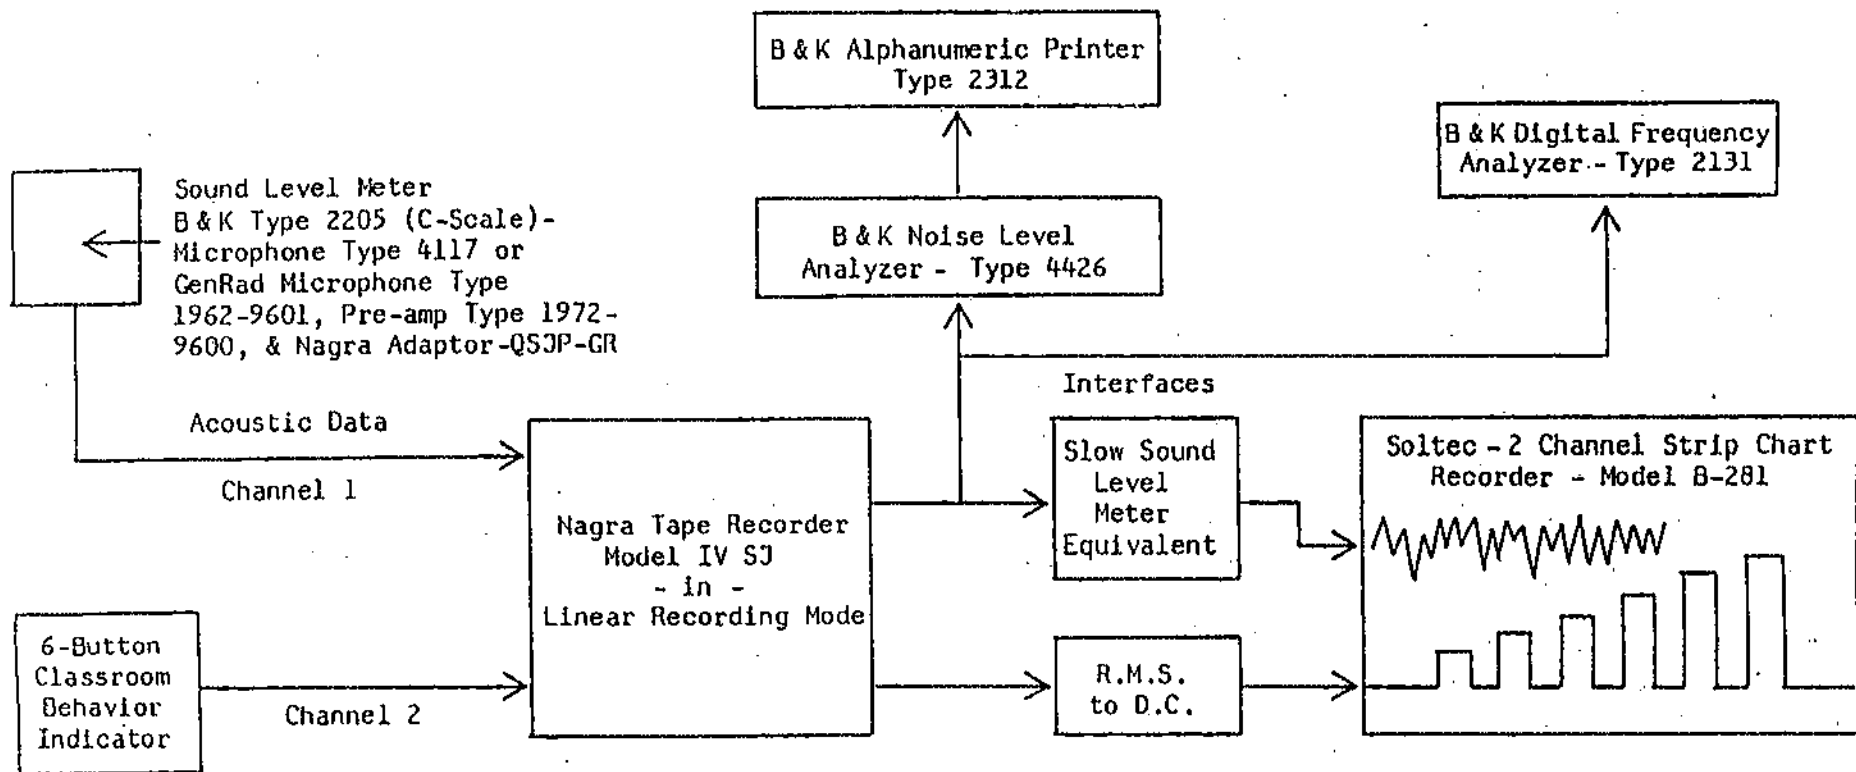 B & K Alphanumeric Printer
Type 2312
B & K Digital Frequency
Analyzer - Type 2131
Sound Level Meter
B & K Type 2205 (C-Scale)-
Microphone Type 4117 or
GenRad Microphone Type
1962-9601, Pre-amp Type 1972-
9600, & Nagra Adaptor-QSJP-GR
B & K Noise Level
Analyzer - Type 4426
Interfaces
Acoustic Data
Channel 1
Nagra Tape Recorder
Model IV SJ
- in -
Linear Recording Mode
Slow Sound
Level
Meter
Equivalent
Soltec - 2 Channel Strip Chart
Recorder - Model B-281
6-Button
Classroom
Behavior
Indicator
Channel 2
R.M.S.
to D.C.